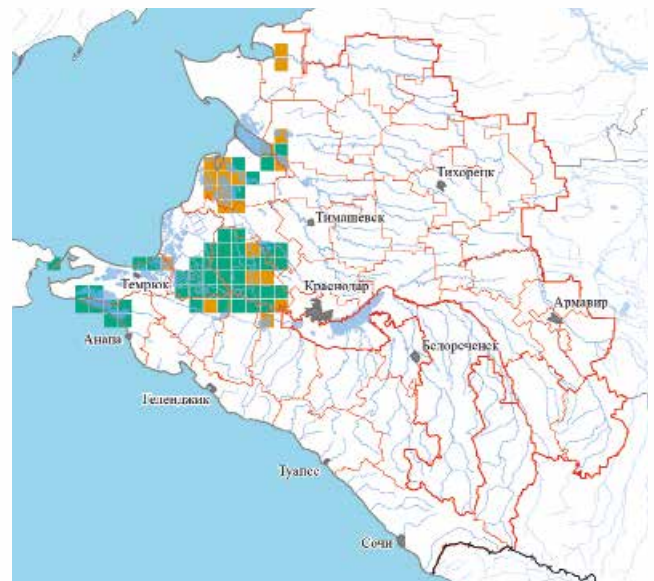 Тихорецк
Тимашевск
Темрюк
Краснодар
Армавир
Анапа
Белореченск
Геленджик
Туапсе
Сочи